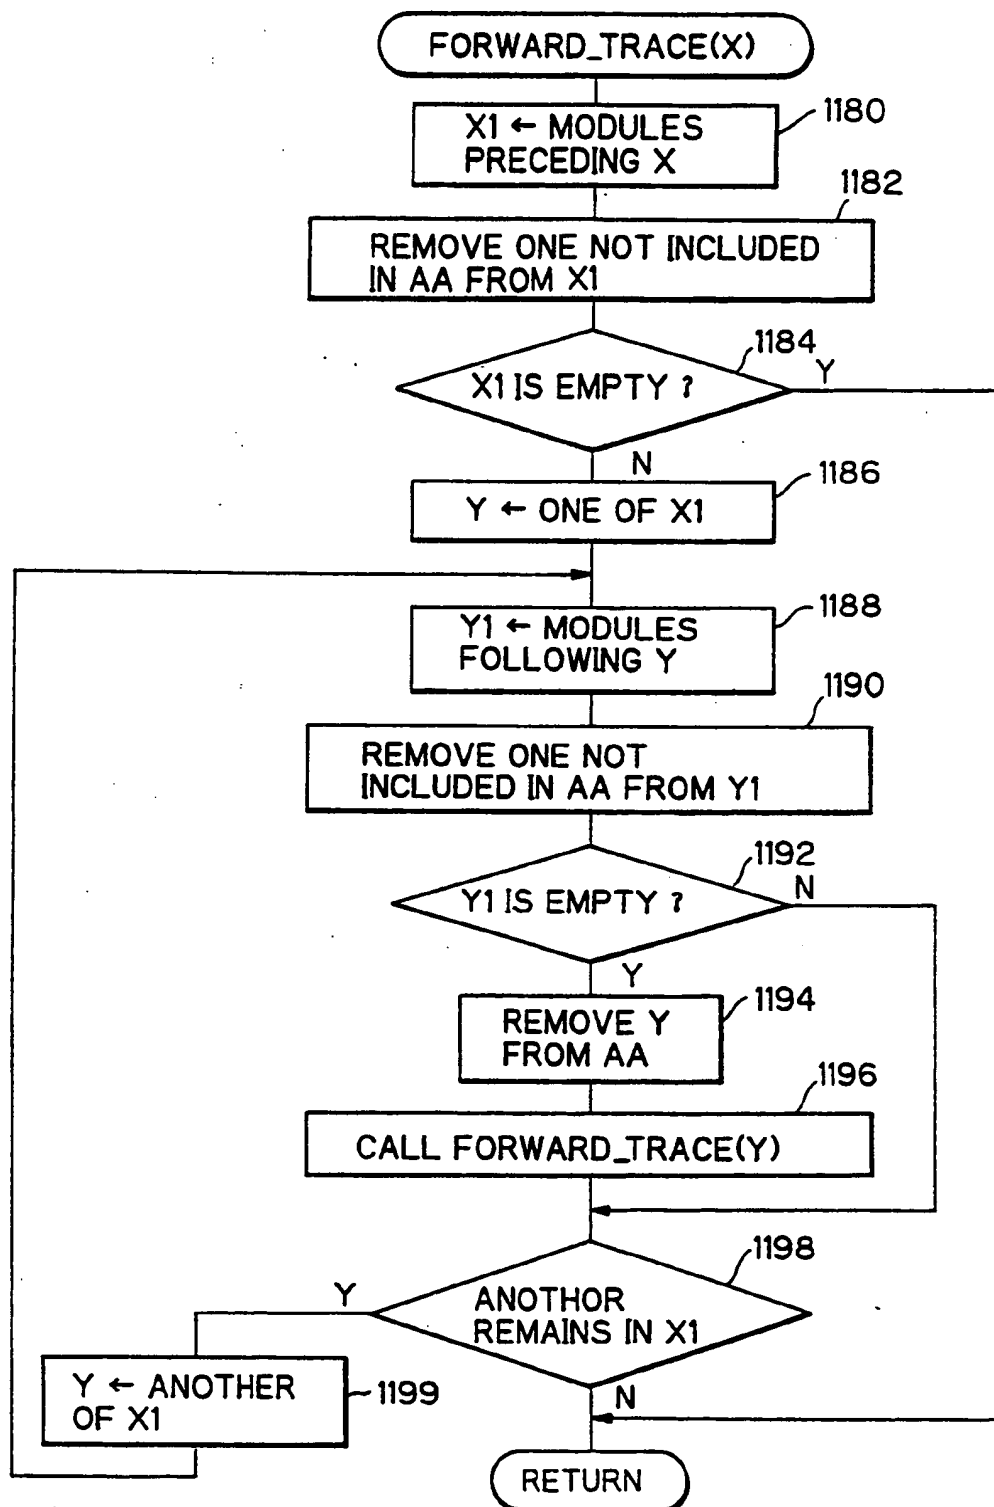 FORWARD_TRACE(X)
X1 ← MODULES
PRECEDING X
1180
1182
REMOVE ONE NOT INCLUDED
IN AA FROM X1
1184
X1 IS EMPTY ?
Y
N
1186
Y ← ONE OF X1
1188
Y1 ← MODULES
FOLLOWING Y
1190
REMOVE ONE NOT
INCLUDED IN AA FROM Y1
1192
Y1 IS EMPTY ?
N
Y
1194
REMOVE Y
FROM AA
1196
CALL FORWARD_TRACE(Y)
1198
Y
ANOTHOR
REMAINS IN X1
Y ← ANOTHER
OF X1
1199
N
RETURN